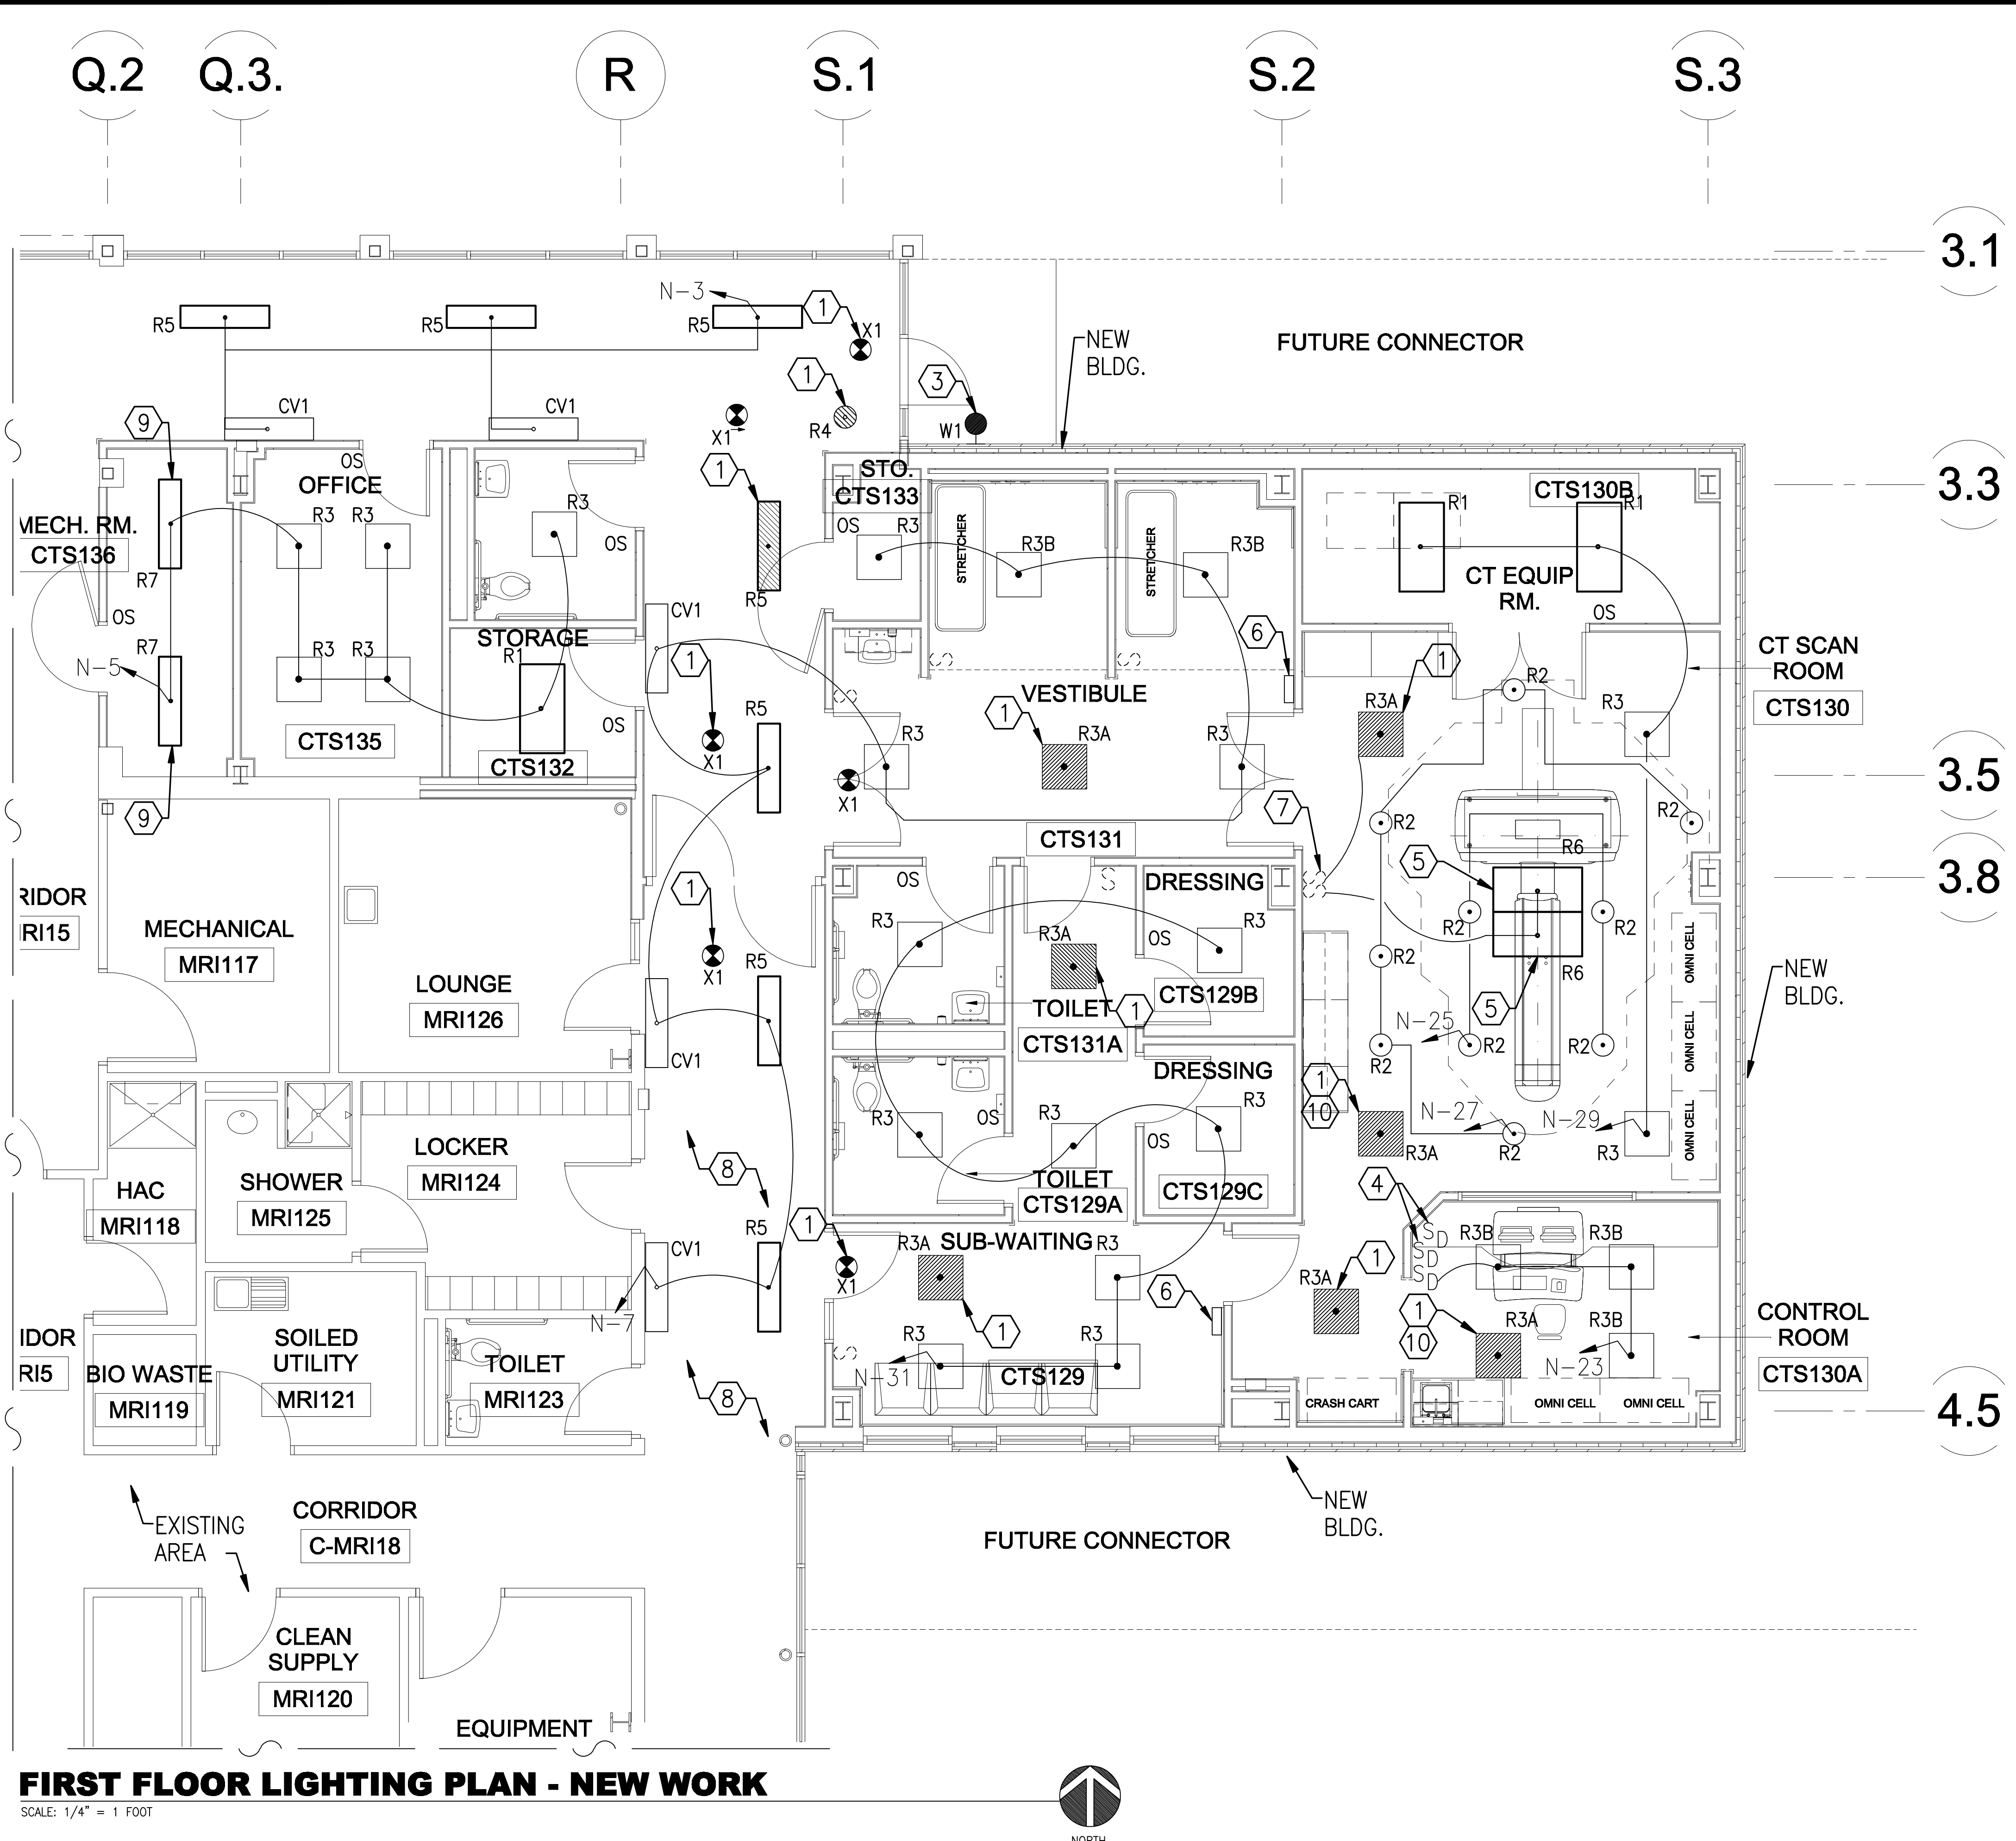 Q.2
Q.3.
R
S.1
S.2
S.3
3.1
3.3
3.5
3.8
4.5
N-3
R5
R5
R5
1
X1
1
R4
3
W1
NEW
BLDG.
FUTURE CONNECTOR
9
CV1
CV1
X1
OS
OFFICE
R3
R3
R3
OS
1
R5
STO.
CTS133
OS
R3
STRETCHER
R3B
STRETCHER
R3B
CTS130B
R1
R1
CT EQUIP
RM.
OS
MECH. RM.
CTS136
R7
OS
R7
N-5
R3
R3
CTS135
9
STORAGE
R1
OS
CTS132
CV1
1
X1
R5
S
S
S
6
VESTIBULE
1
R3A
R3
R3
X1
CTS131
1
R3A
R2
R3
CT SCAN
ROOM
CTS130
7
S
S
R2
R2
R6
5
R2
R2
R2
R6
5
N-25
R2
R2
R2
N-27
R2
N-29
R3
OMNI CELL
OMNI CELL
OMNI CELL
NEW
BLDG.
RIDOR
RI15
MECHANICAL
MRI117
LOUNGE
MRI126
1
X1
R5
CV1
OS
R3
S
R3A
1
TOILET
CTS131A
DRESSING
R3
OS
CTS129B
R3
OS
R3
TOILET
CTS129A
DRESSING
R3
OS
CTS129C
1
10
R3A
HAC
MRI118
SHOWER
MRI125
LOCKER
MRI124
8
R5
CV1
N-7
1
X1
R3A
SUB-WAITING
R3
1
6
R3
R3
S
N-31
CTS129
4
S D
S D
S D
R3A
1
R3B
R3B
1
10
R3A
R3B
N-23
CONTROL
ROOM
CTS130A
CRASH CART
OMNI CELL
OMNI CELL
IDOR
RI5
BIO WASTE
MRI119
SOILED
UTILITY
MRI121
TOILET
MRI123
8
EXISTING
AREA
CORRIDOR
C-MRI18
NEW
BLDG.
FUTURE CONNECTOR
CLEAN
SUPPLY
MRI120
EQUIPMENT
FIRST FLOOR LIGHTING PLAN - NEW WORK
SCALE: 1/4" = 1 FOOT
NORTH